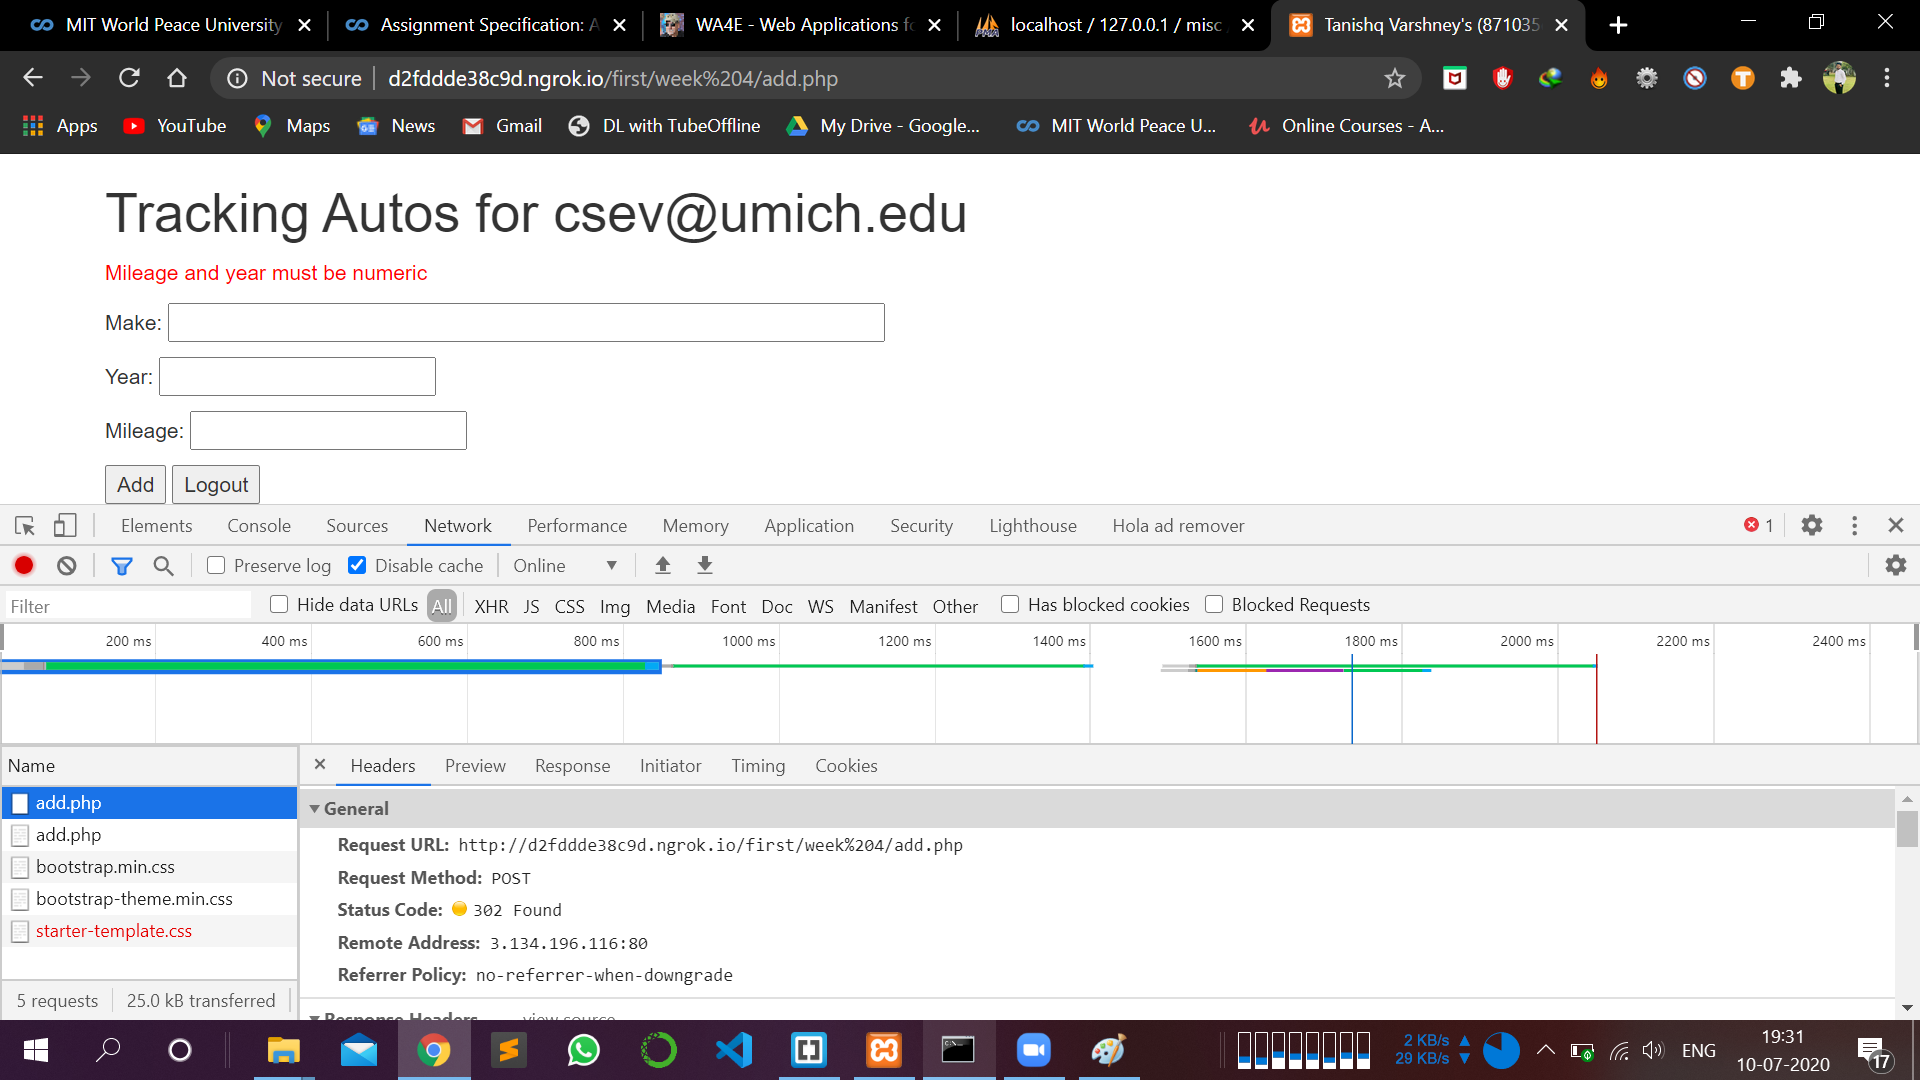 MIT World Peace University
Assignment Specification: A
WA4E - Web Applications fo
localhost / 127.0.0.1 / misc
Tanishq Varshney's (871035
Not secure d2fddde38c9d.ngrok.io/first/week%204/add.php
Apps YouTube Maps News Gmail DL with TubeOffline My Drive - Google... MIT World Peace U... Online Courses - A...
Tracking Autos for csev@umich.edu
Mileage and year must be numeric
Make:
Year:
Mileage:
Add Logout
Elements Console Sources Network Performance Memory Application Security Lighthouse Hola ad remover 1
Preserve log Disable cache Online
Filter Hide data URLs All XHR JS CSS Img Media Font Doc WS Manifest Other Has blocked cookies Blocked Requests
200 ms 400 ms 600 ms 800 ms 1000 ms 1200 ms 1400 ms 1600 ms 1800 ms 2000 ms 2200 ms 2400 ms
Name
add.php
add.php
bootstrap.min.css
bootstrap-theme.min.css
starter-template.css
5 requests 25.0 kB transferred
Headers Preview Response Initiator Timing Cookies
General
Request URL: http://d2fddde38c9d.ngrok.io/first/week%204/add.php
Request Method: POST
Status Code: 302 Found
Remote Address: 3.134.196.116:80
Referrer Policy: no-referrer-when-downgrade
Response Headers view source
2 KB/s
29 KB/s
ENG
19:31
10-07-2020
17